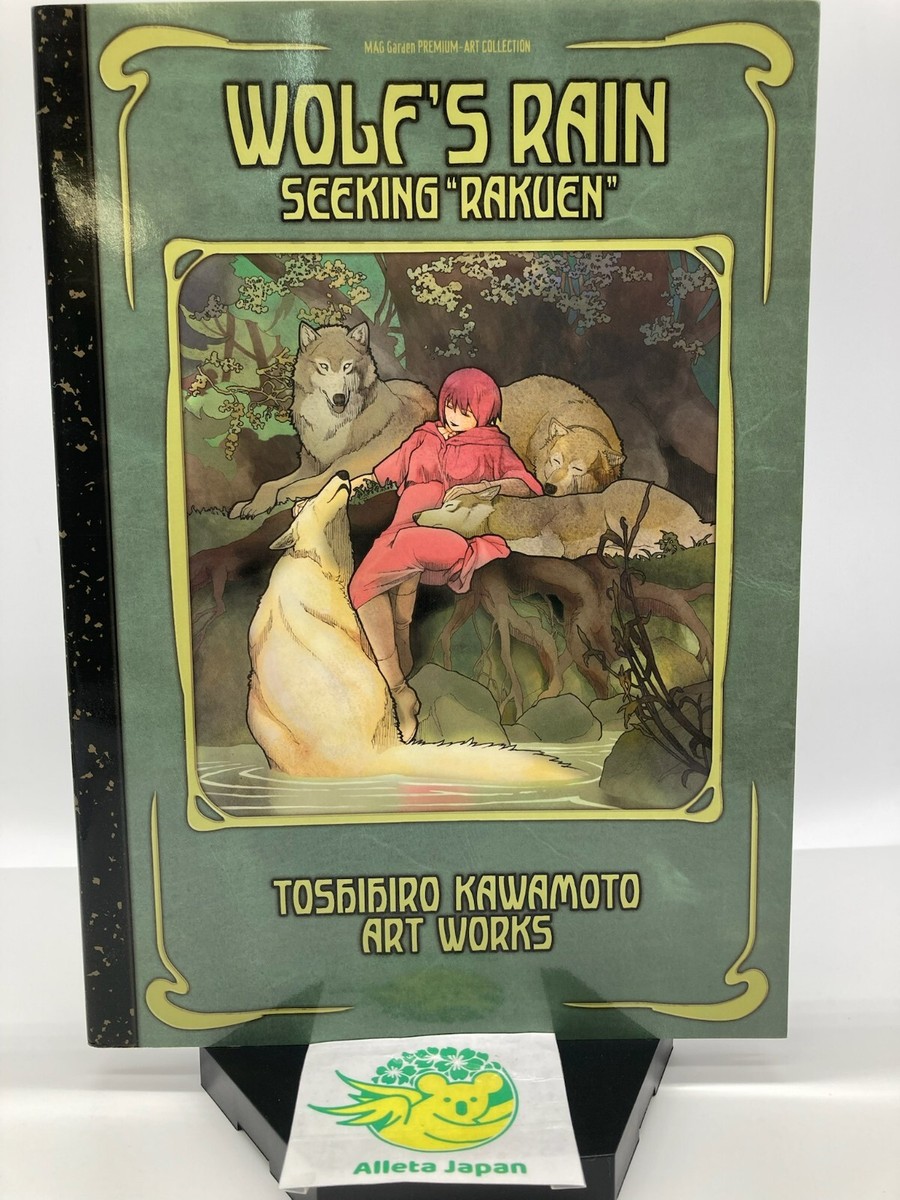 MAG Garden PREMIUM-ART COLLECTION
WOLF'S RAIN
SEEKING "RAKUEN"
TOSHIHIRO KAWAMOTO
ART WORKS
Alleta Japan